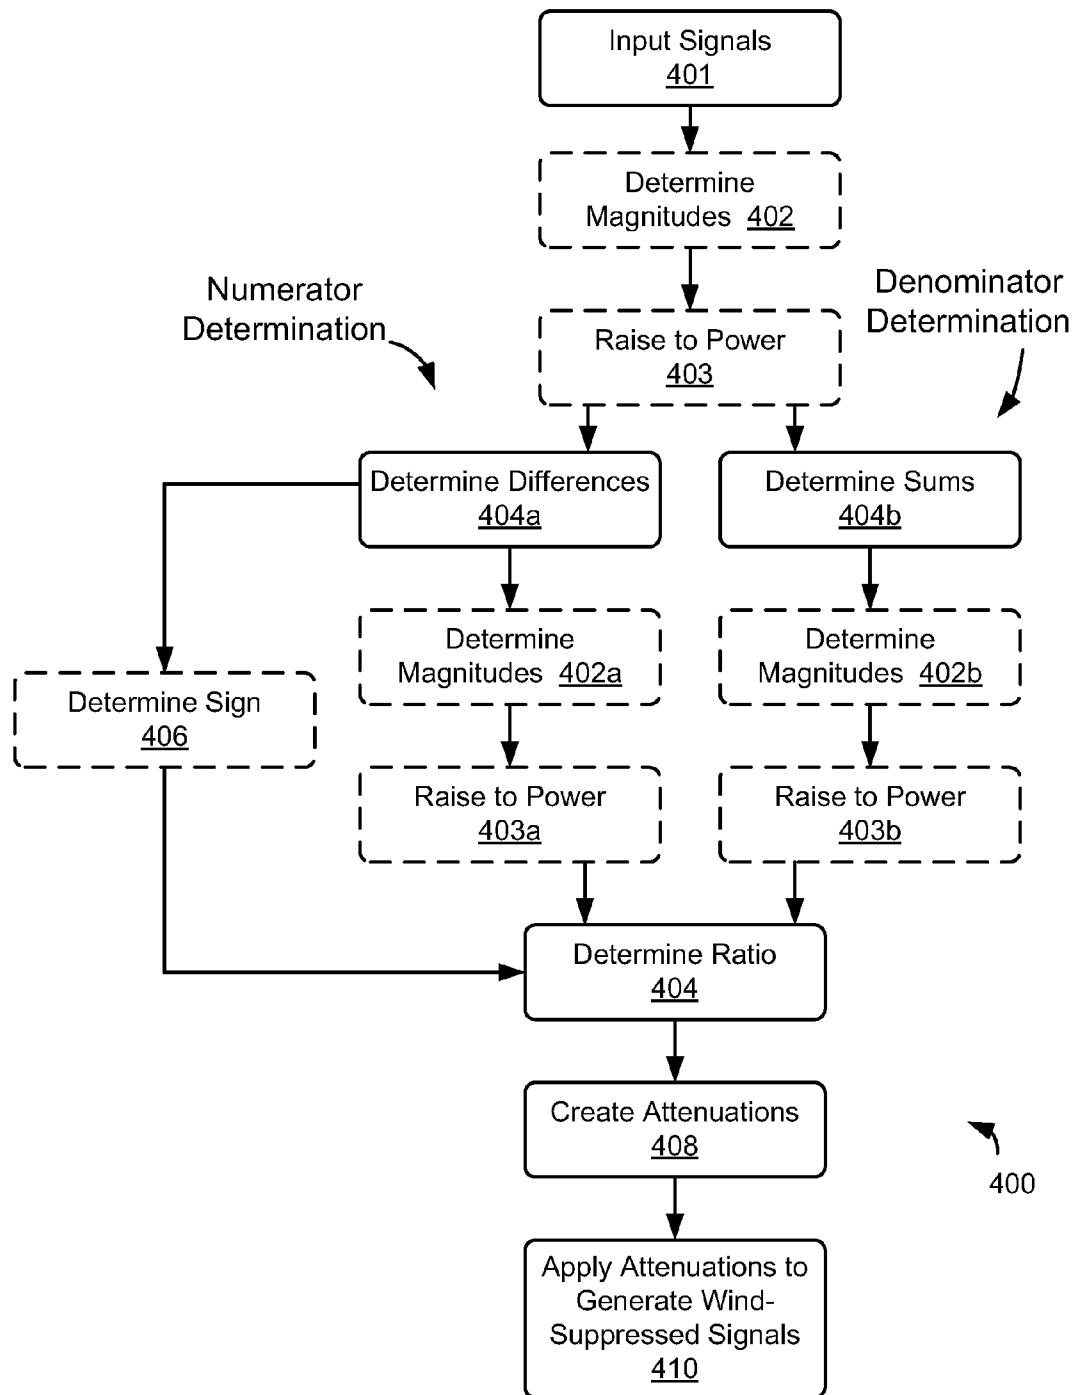 Input Signals
401
Determine
Magnitudes 402
Numerator
Determination
Denominator
Determination
Raise to Power
403
Determine Differences
404a
Determine Sums
404b
Determine
Magnitudes 402a
Determine
Magnitudes 402b
Determine Sign
406
Raise to Power
403a
Raise to Power
403b
Determine Ratio
404
Create Attenuations
408
400
Apply Attenuations to
Generate Wind-
Suppressed Signals
410